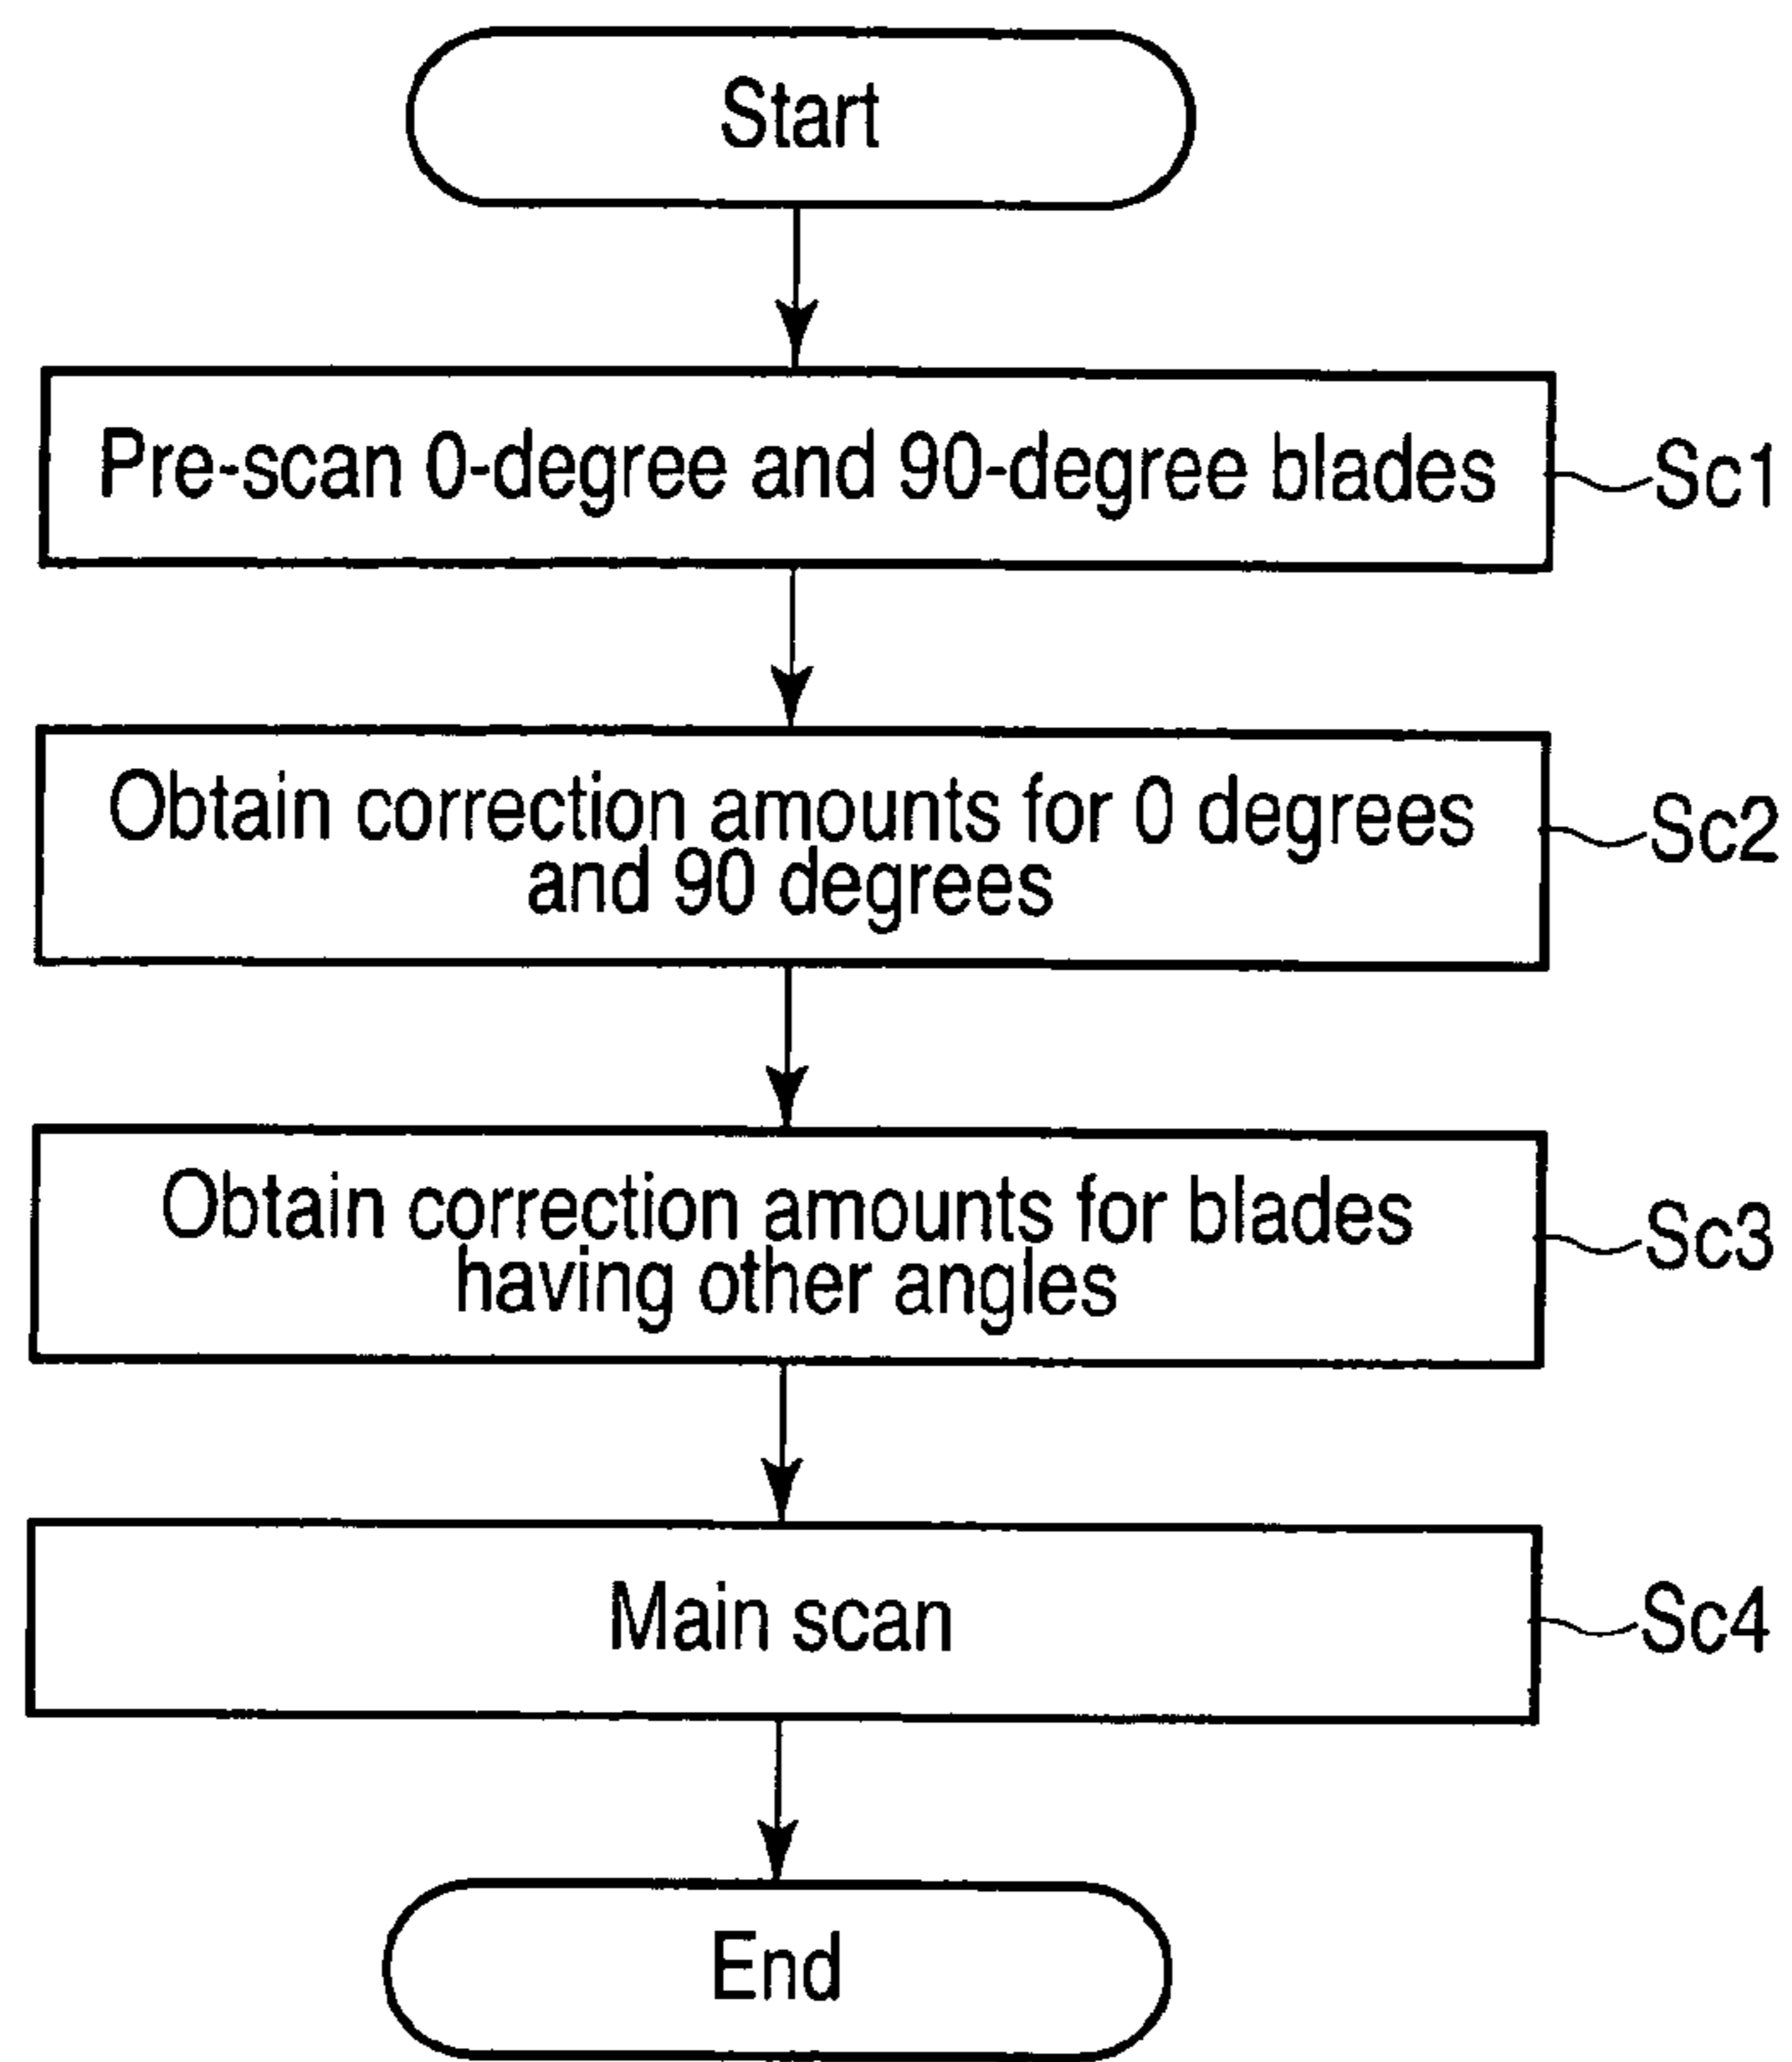 Start
Pre-scan 0-degree and 90-degree blades
Sc1
Obtain correction amounts for 0 degrees
and 90 degrees
Sc2
Obtain correction amounts for blades
having other angles
Sc3
Main scan
Sc4
End